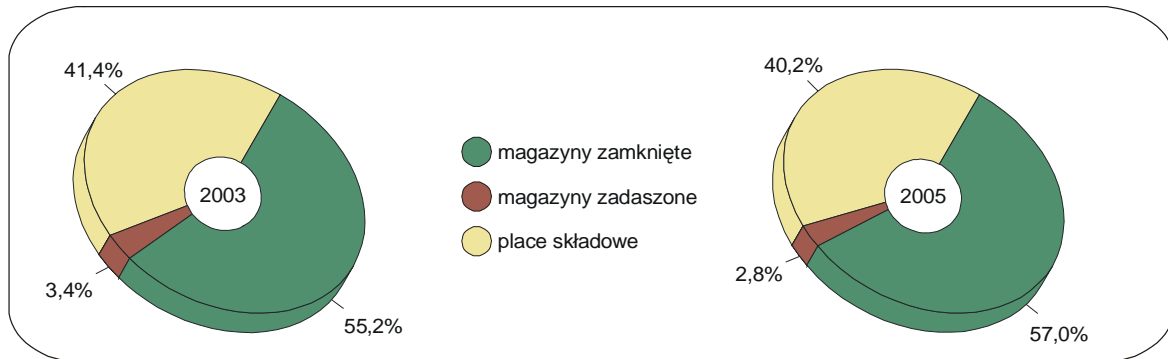 41,4%
2003
3,4%
55,2%
magazyny zamknięte
magazyny zadaszone
place składowe
40,2%
2005
2,8%
57,0%